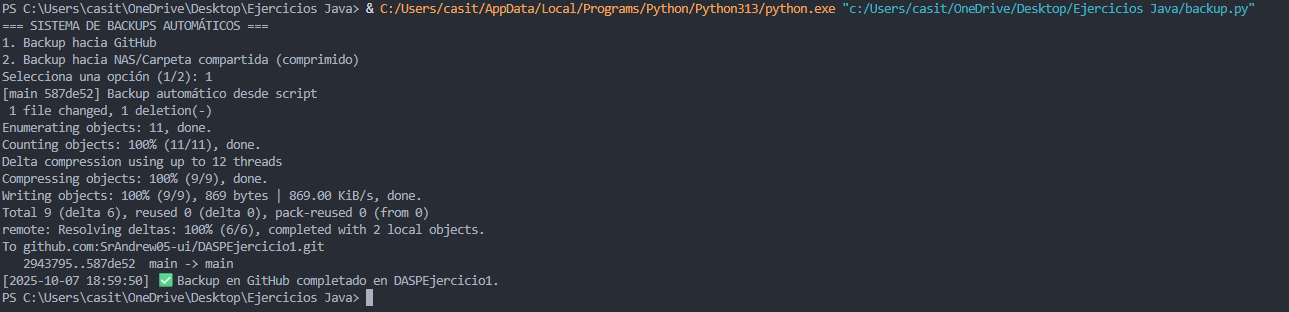 PS C:\Users\casit\OneDrive\Desktop\Ejercicios Java> & C:/Users/casit/AppData/Local/Programs/Python/Python313/python.exe "c:/Users/casit/OneDrive/Desktop/Ejercicios Java/backup.py"
=== SISTEMA DE BACKUPS AUTOMÁTICOS ===
1. Backup hacia GitHub
2. Backup hacia NAS/Carpeta compartida (comprimido)
Selecciona una opción (1/2): 1
[main 587de52] Backup automático desde script
 1 file changed, 1 deletion(-)
Enumerating objects: 11, done.
Counting objects: 100% (11/11), done.
Delta compression using up to 12 threads
Compressing objects: 100% (9/9), done.
Writing objects: 100% (9/9), 869 bytes | 869.00 KiB/s, done.
Total 9 (delta 6), reused 0 (delta 0), pack-reused 0 (from 0)
remote: Resolving deltas: 100% (6/6), completed with 2 local objects.
To github.com:SrAndrew05-ui/DASPEjercicio1.git
   2943795..587de52  main -> main
[2025-10-07 18:59:50] ✅ Backup en GitHub completado en DASPEjercicio1.
PS C:\Users\casit\OneDrive\Desktop\Ejercicios Java>